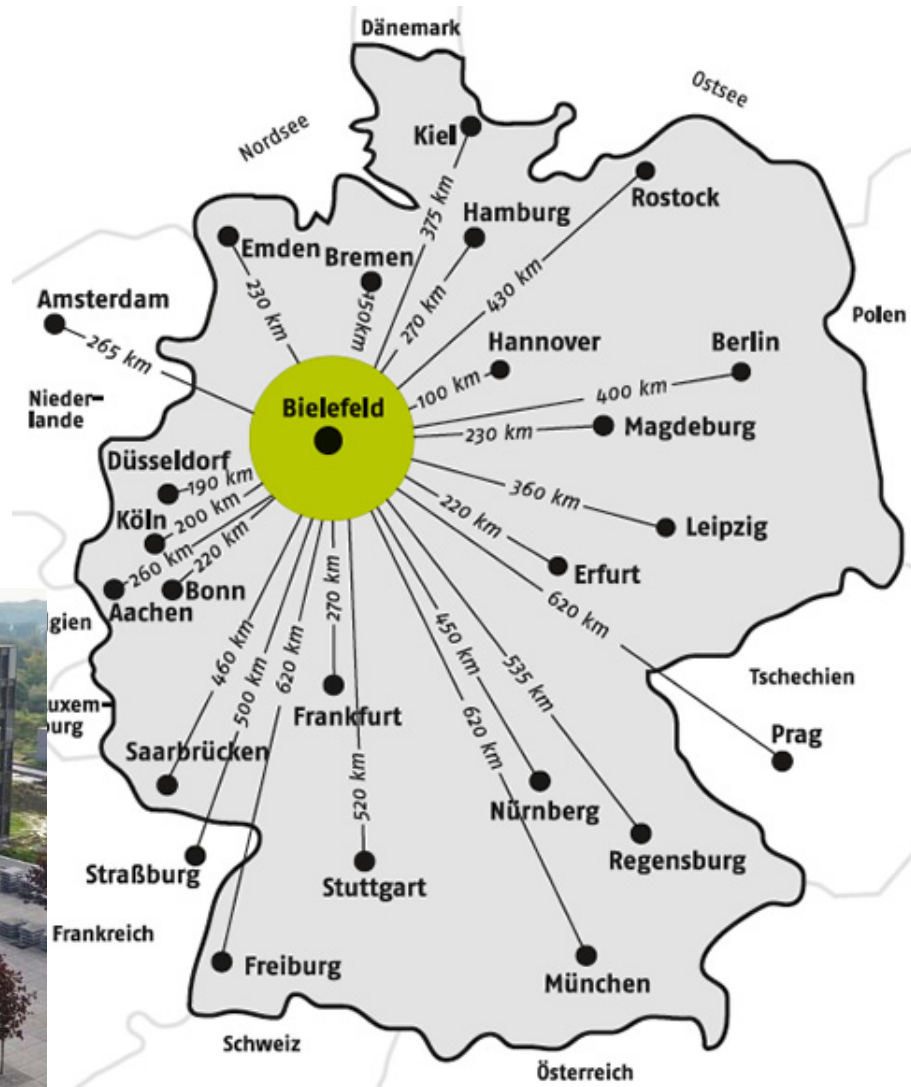 Dänemark
Ostsee
Nordsee
Kiel
375 km
Rostock
Hamburg
Emden
Bremen
230 km
150km
270 km
430 km
Amsterdam
265 km
Polen
Hannover
Berlin
100 km
400 km
Nieder-
lande
Bielefeld
230 km
Magdeburg
Düsseldorf
190 km
360 km
Köln
200 km
220 km
Leipzig
260 km
220 km
Erfurt
Bonn
Aachen
gien
270 km
620 km
460 km
500 km
620 km
450 km
535 km
Tschechien
uxem-
burg
Frankfurt
620 km
Prag
Saarbrücken
520 km
Nürnberg
Regensburg
Straßburg
Stuttgart
Frankreich
Freiburg
München
Schweiz
Österreich